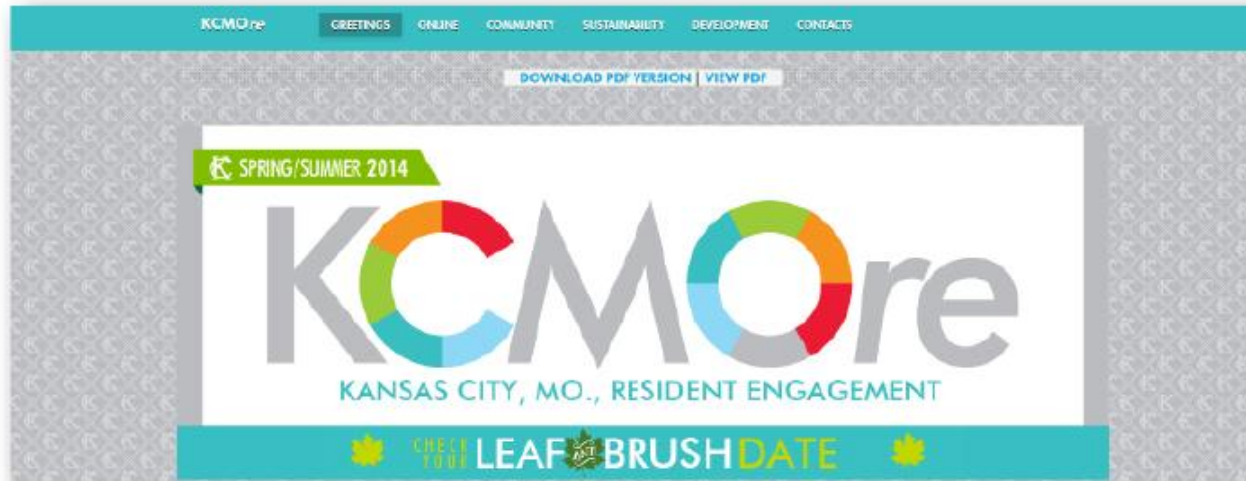 KCMOre GREETINGS ONLINE COMMUNITY SUSTAINABILITY DEVELOPMENT CONTACTS
DOWNLOAD PDF VERSION | VIEW PDF
KC SPRING/SUMMER 2014
KCMOre
KANSAS CITY, MO., RESIDENT ENGAGEMENT
CHECK YOUR LEAF AND BRUSH DATE